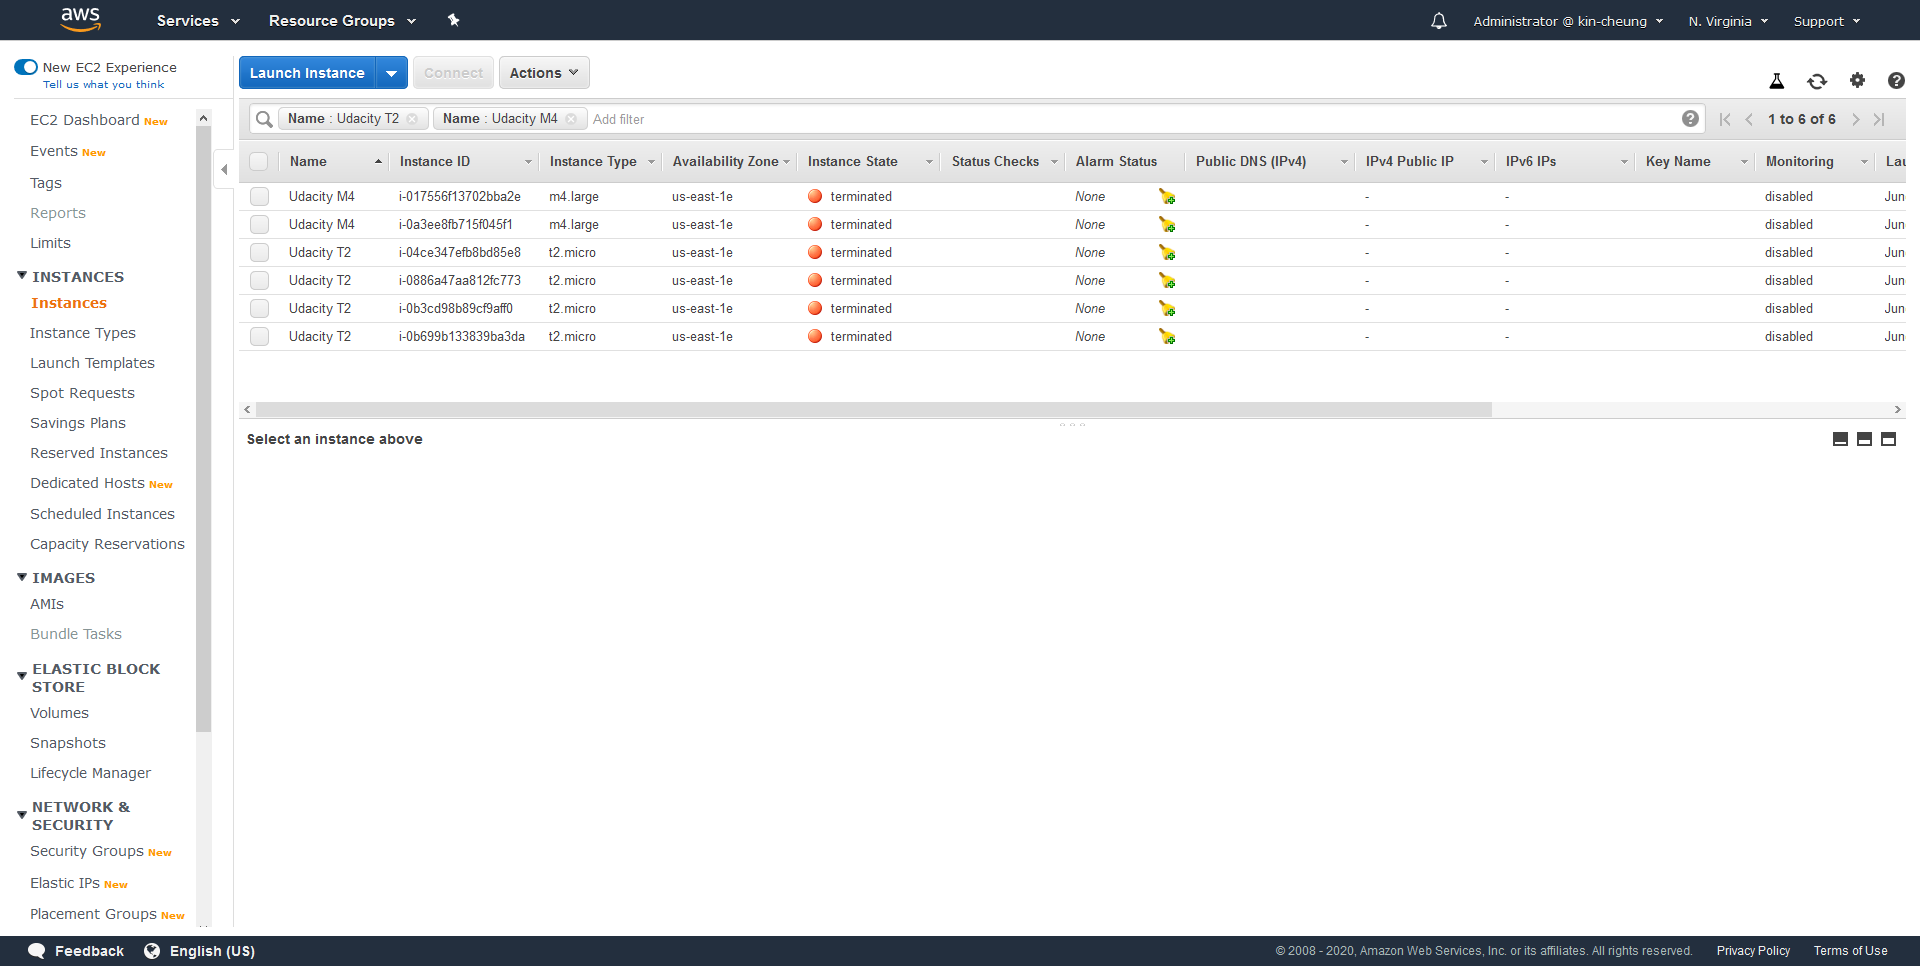 aws Services Resource Groups Administrator @ kin-cheung N. Virginia Support
New EC2 Experience
Tell us what you think
EC2 Dashboard New
Events New
Tags
Reports
Limits
INSTANCES
Instances
Instance Types
Launch Templates
Spot Requests
Savings Plans
Reserved Instances
Dedicated Hosts New
Scheduled Instances
Capacity Reservations
IMAGES
AMIs
Bundle Tasks
ELASTIC BLOCK
STORE
Volumes
Snapshots
Lifecycle Manager
NETWORK &
SECURITY
Security Groups New
Elastic IPs New
Placement Groups New
Launch Instance Connect Actions
Name : Udacity T2 Name : Udacity M4 Add filter 1 to 6 of 6
Name Instance ID Instance Type Availability Zone Instance State Status Checks Alarm Status Public DNS (IPv4) IPv4 Public IP IPv6 IPs Key Name Monitoring Lau
Udacity M4 i-017556f13702bba2e m4.large us-east-1e terminated None - - disabled Jun
Udacity M4 i-0a3ee8fb715f045f1 m4.large us-east-1e terminated None - - disabled Jun
Udacity T2 i-04ce347efb8bd85e8 t2.micro us-east-1e terminated None - - disabled Jun
Udacity T2 i-0886a47aa812fc773 t2.micro us-east-1e terminated None - - disabled Jun
Udacity T2 i-0b3cd98b89cf9aff0 t2.micro us-east-1e terminated None - - disabled Jun
Udacity T2 i-0b699b133839ba3da t2.micro us-east-1e terminated None - - disabled Jun
Select an instance above
Feedback English (US) © 2008 - 2020, Amazon Web Services, Inc. or its affiliates. All rights reserved. Privacy Policy Terms of Use